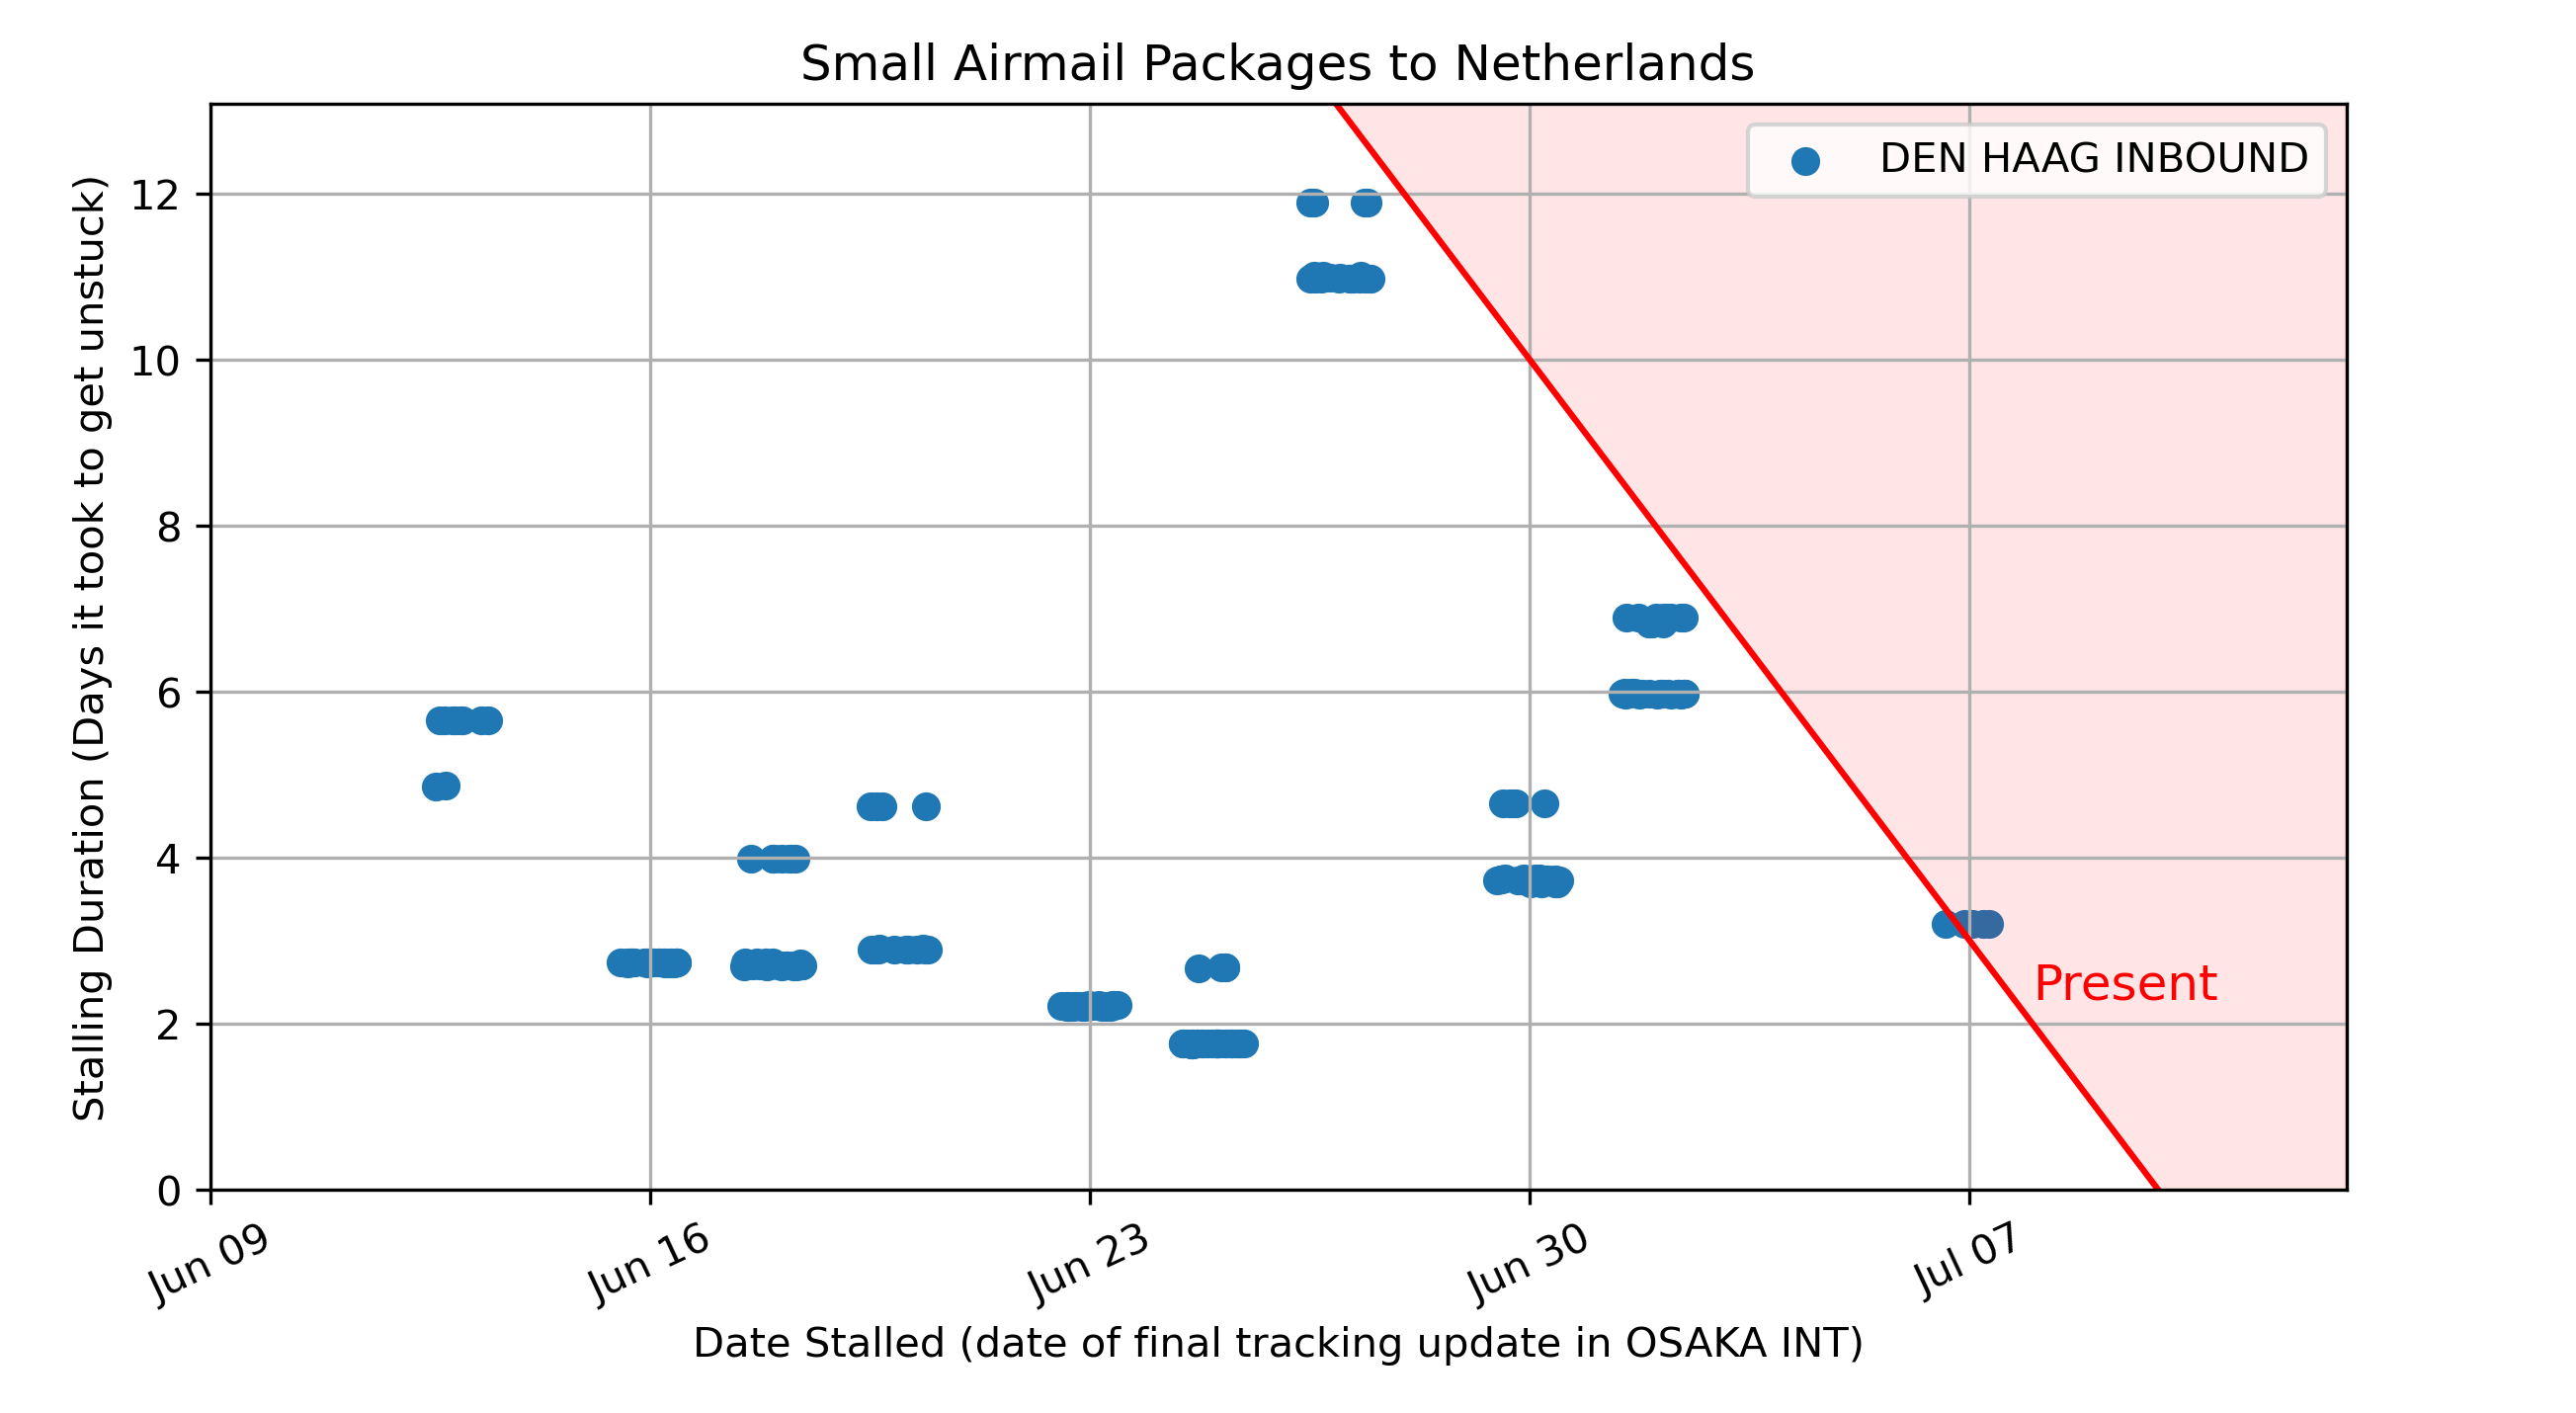 Small Airmail Packages to Netherlands
DEN HAAG INBOUND
Stalling Duration (Days it took to get unstuck)
12
10
8
6
4
2
0
Present
Jun 09
Jun 16
Jun 23
Jun 30
Jul 07
Date Stalled (date of final tracking update in OSAKA INT)